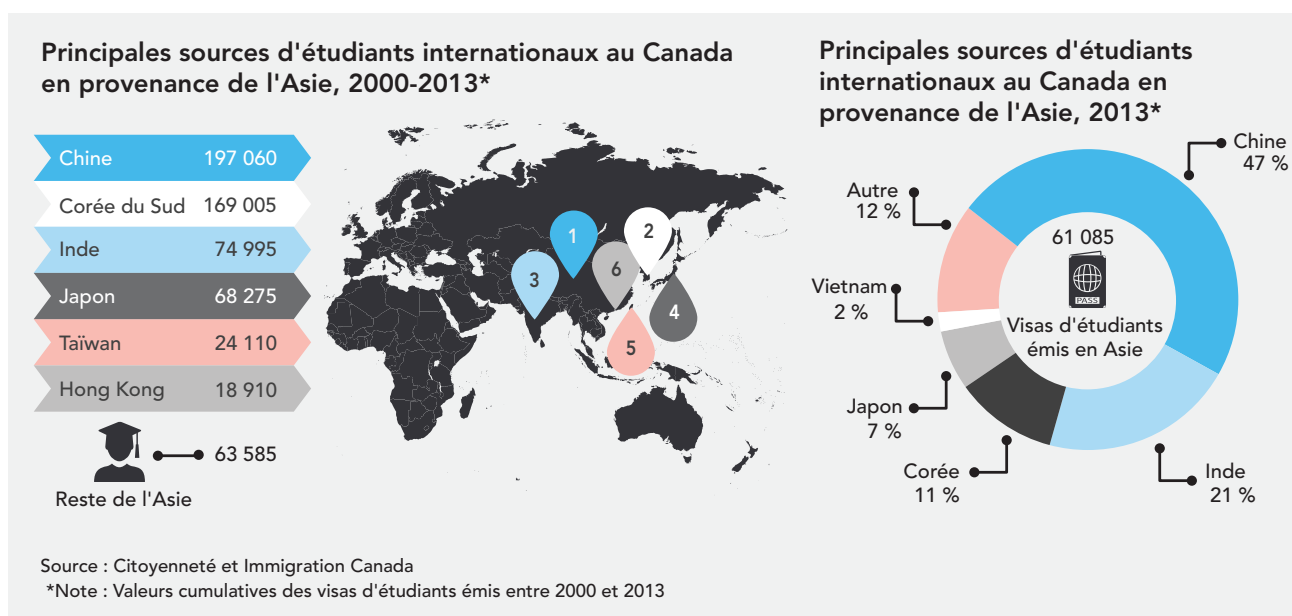 Principales sources d'étudiants internationaux au Canada
en provenance de l'Asie, 2000-2013*
Chine 197 060
Corée du Sud 169 005
Inde 74 995
Japon 68 275
Taïwan 24 110
Hong Kong 18 910
63 585
Reste de l'Asie
1
2
3
6
4
5
Principales sources d'étudiants
internationaux au Canada en
provenance de l'Asie, 2013*
Chine
47 %
Autre
12 %
61 085
PASS
Visas d'étudiants
émis en Asie
Vietnam
2 %
Japon
7 %
Corée
11 %
Inde
21 %
Source : Citoyenneté et Immigration Canada
*Note : Valeurs cumulatives des visas d'étudiants émis entre 2000 et 2013